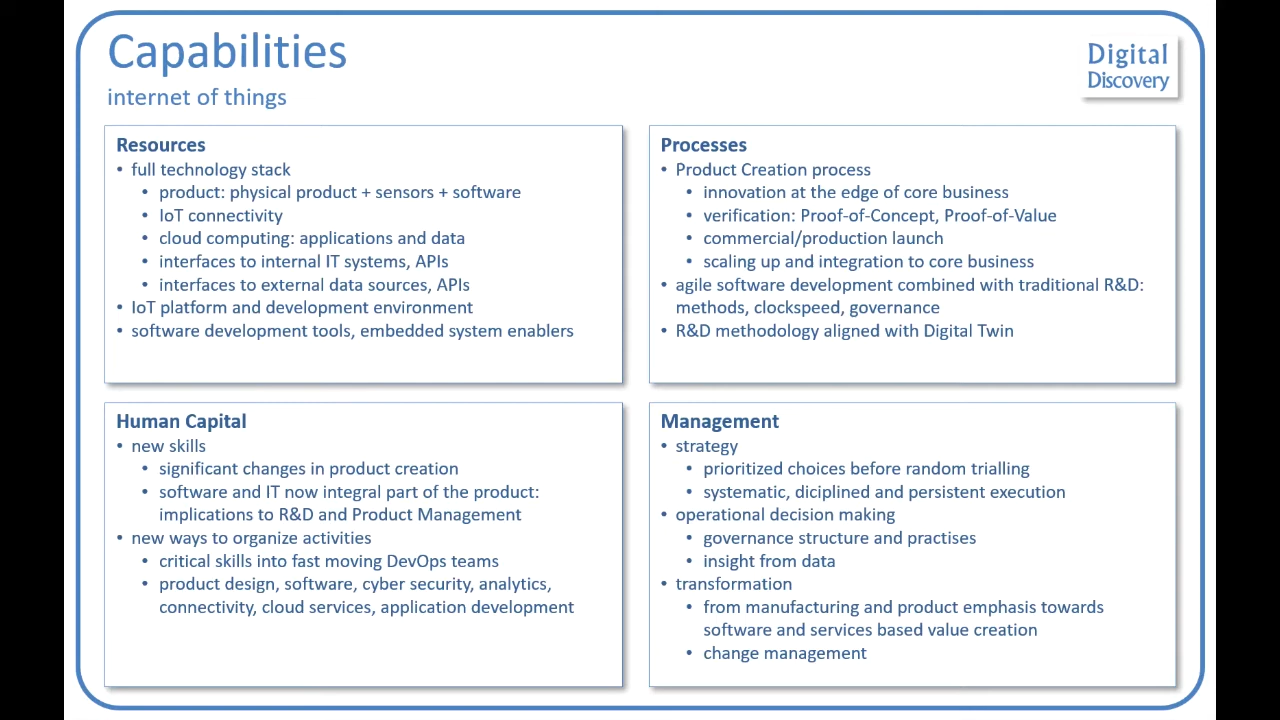 Capabilities
internet of things
Digital
Discovery
Resources
• full technology stack
• product: physical product + sensors + software
• IoT connectivity
• cloud computing: applications and data
• interfaces to internal IT systems, APIs
• interfaces to external data sources, APIs
• IoT platform and development environment
• software development tools, embedded system enablers
Processes
• Product Creation process
• innovation at the edge of core business
• verification: Proof-of-Concept, Proof-of-Value
• commercial/production launch
• scaling up and integration to core business
• agile software development combined with traditional R&D:
methods, clockspeed, governance
• R&D methodology aligned with Digital Twin
Human Capital
• new skills
• significant changes in product creation
• software and IT now integral part of the product:
implications to R&D and Product Management
• new ways to organize activities
• critical skills into fast moving DevOps teams
• product design, software, cyber security, analytics,
connectivity, cloud services, application development
Management
• strategy
• prioritized choices before random trialling
• systematic, diciplined and persistent execution
• operational decision making
• governance structure and practises
• insight from data
• transformation
• from manufacturing and product emphasis towards
software and services based value creation
• change management